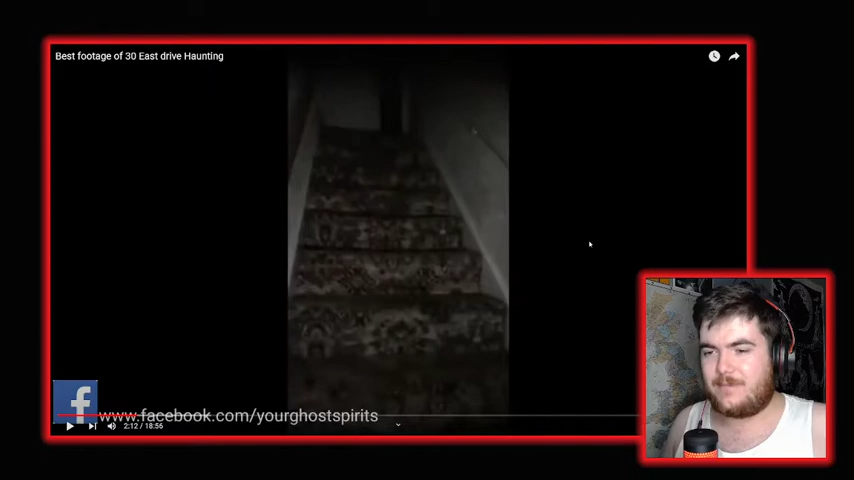 Best footage of 30 East drive Haunting
www.facebook.com/yourghostspirits
2:12 / 18:56